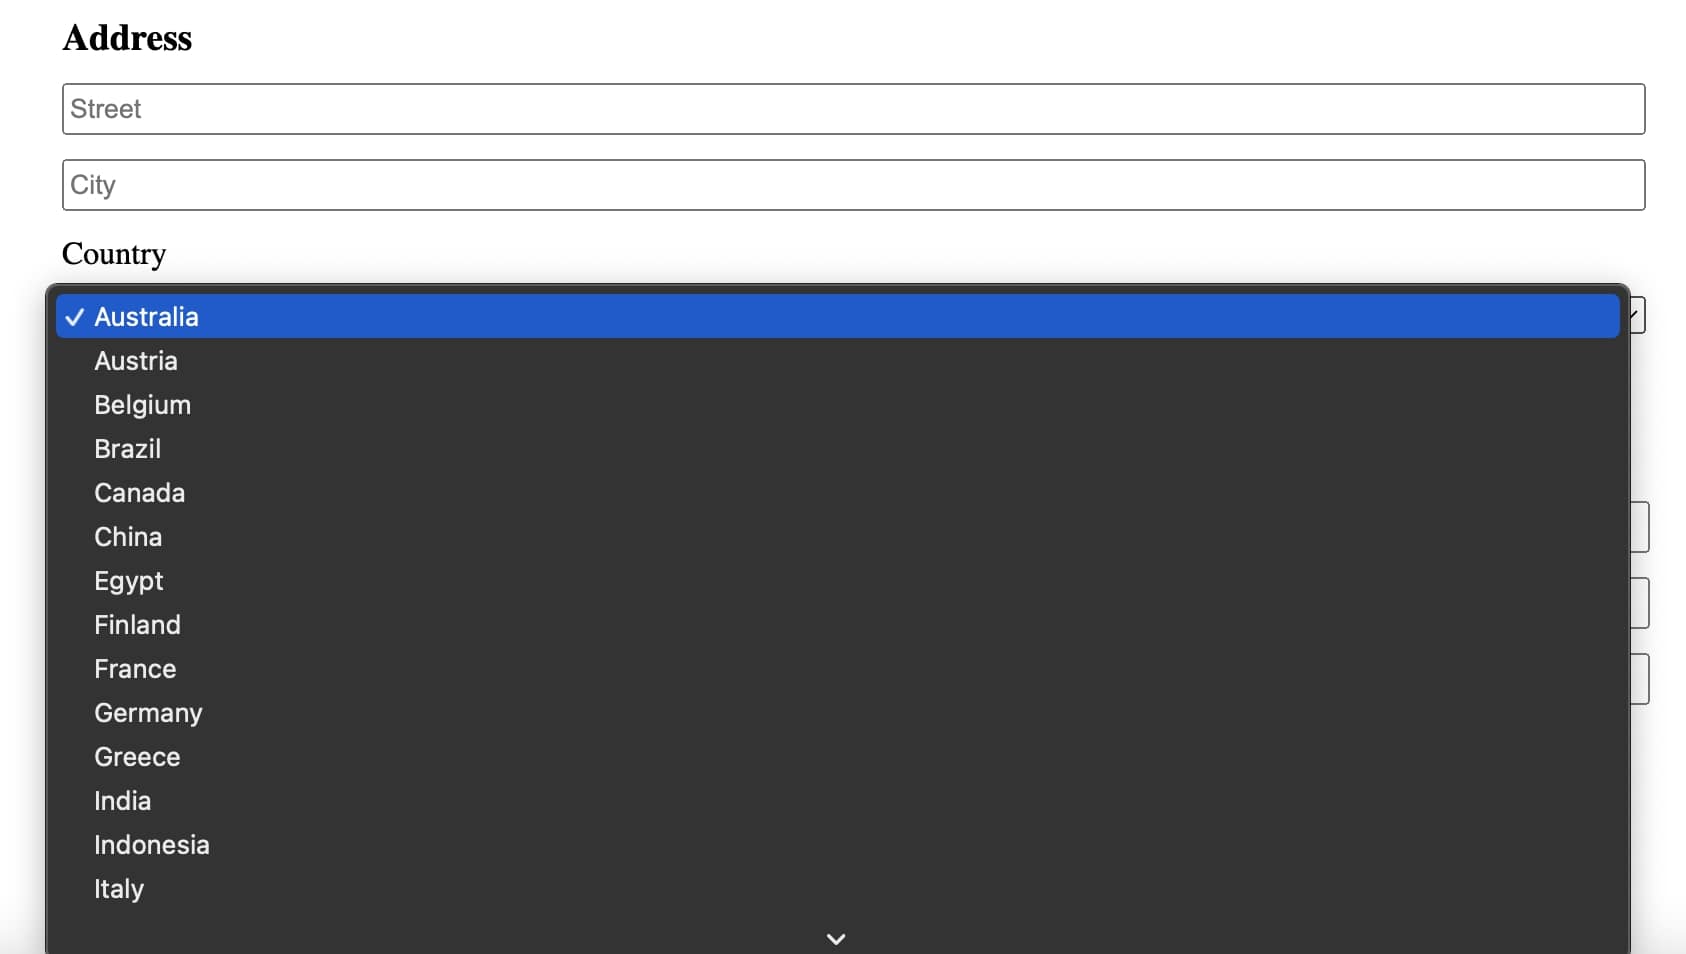 Address
Street
City
Country
Australia
Austria
Belgium
Brazil
Canada
China
Egypt
Finland
France
Germany
Greece
India
Indonesia
Italy